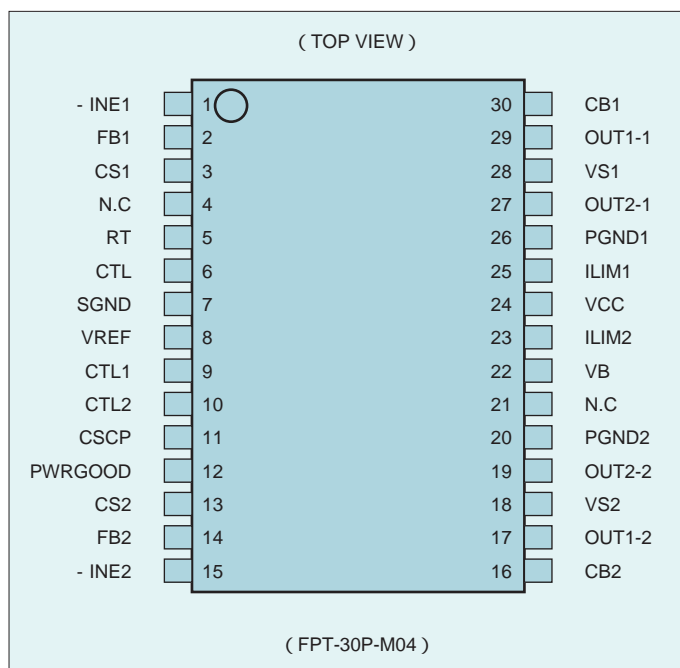 ( TOP VIEW )
- INE1 1 30 CB1
FB1 2 29 OUT1-1
CS1 3 28 VS1
N.C 4 27 OUT2-1
RT 5 26 PGND1
CTL 6 25 ILIM1
SGND 7 24 VCC
VREF 8 23 ILIM2
CTL1 9 22 VB
CTL2 10 21 N.C
CSCP 11 20 PGND2
PWRGOOD 12 19 OUT2-2
CS2 13 18 VS2
FB2 14 17 OUT1-2
- INE2 15 16 CB2
( FPT-30P-M04 )